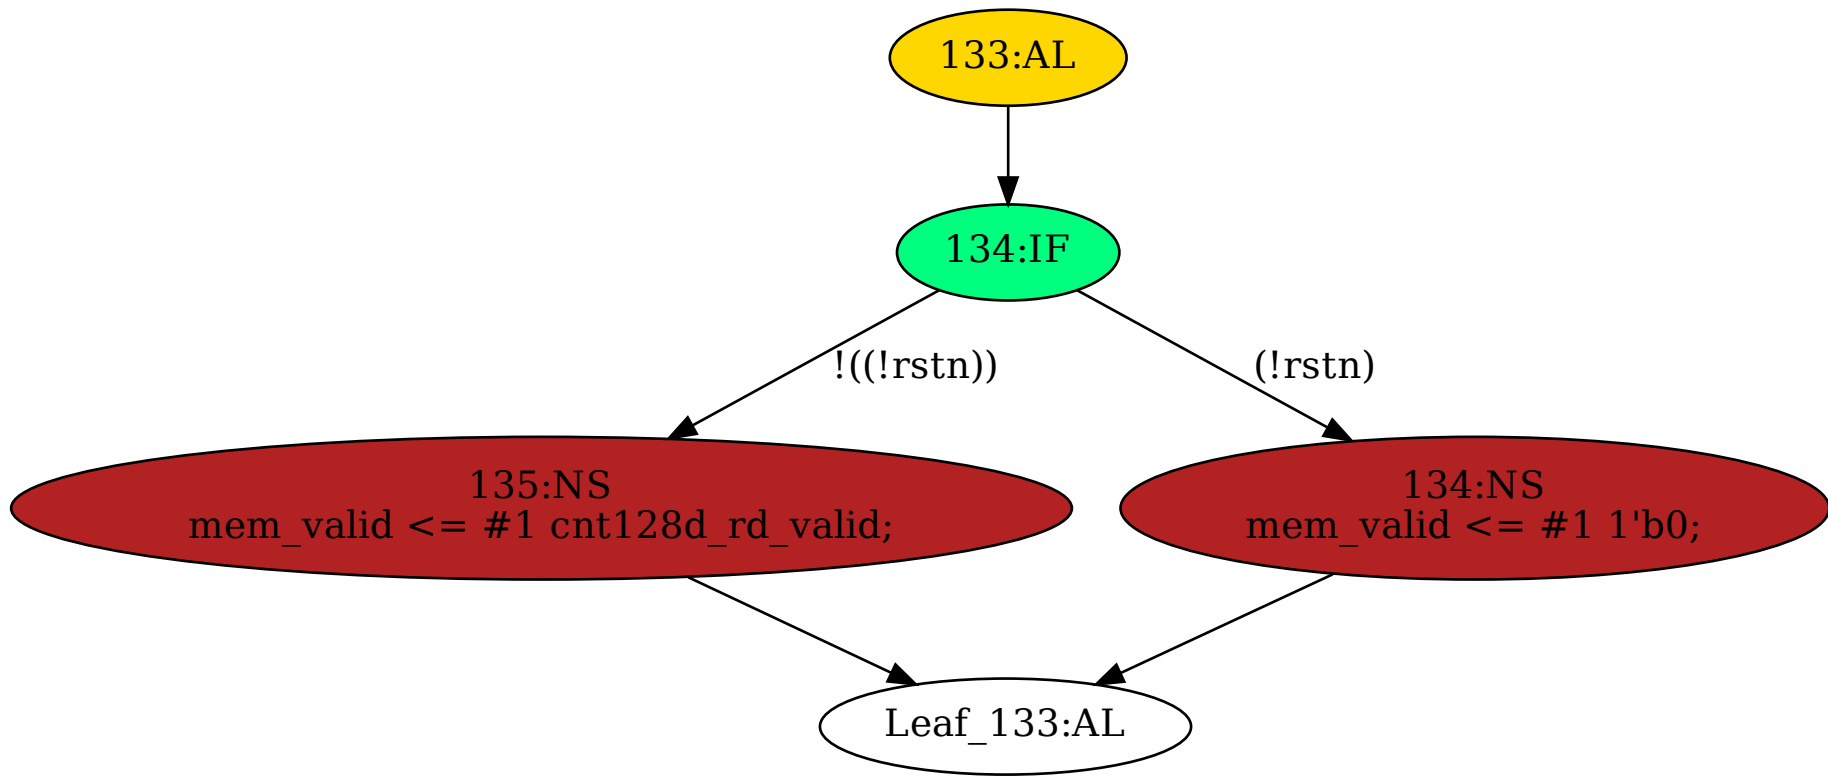 133:AL
134:IF
!((!rstn))
(!rstn)
135:NS
mem_valid <= #1 cnt128d_rd_valid;
134:NS
mem_valid <= #1 1'b0;
Leaf_133:AL